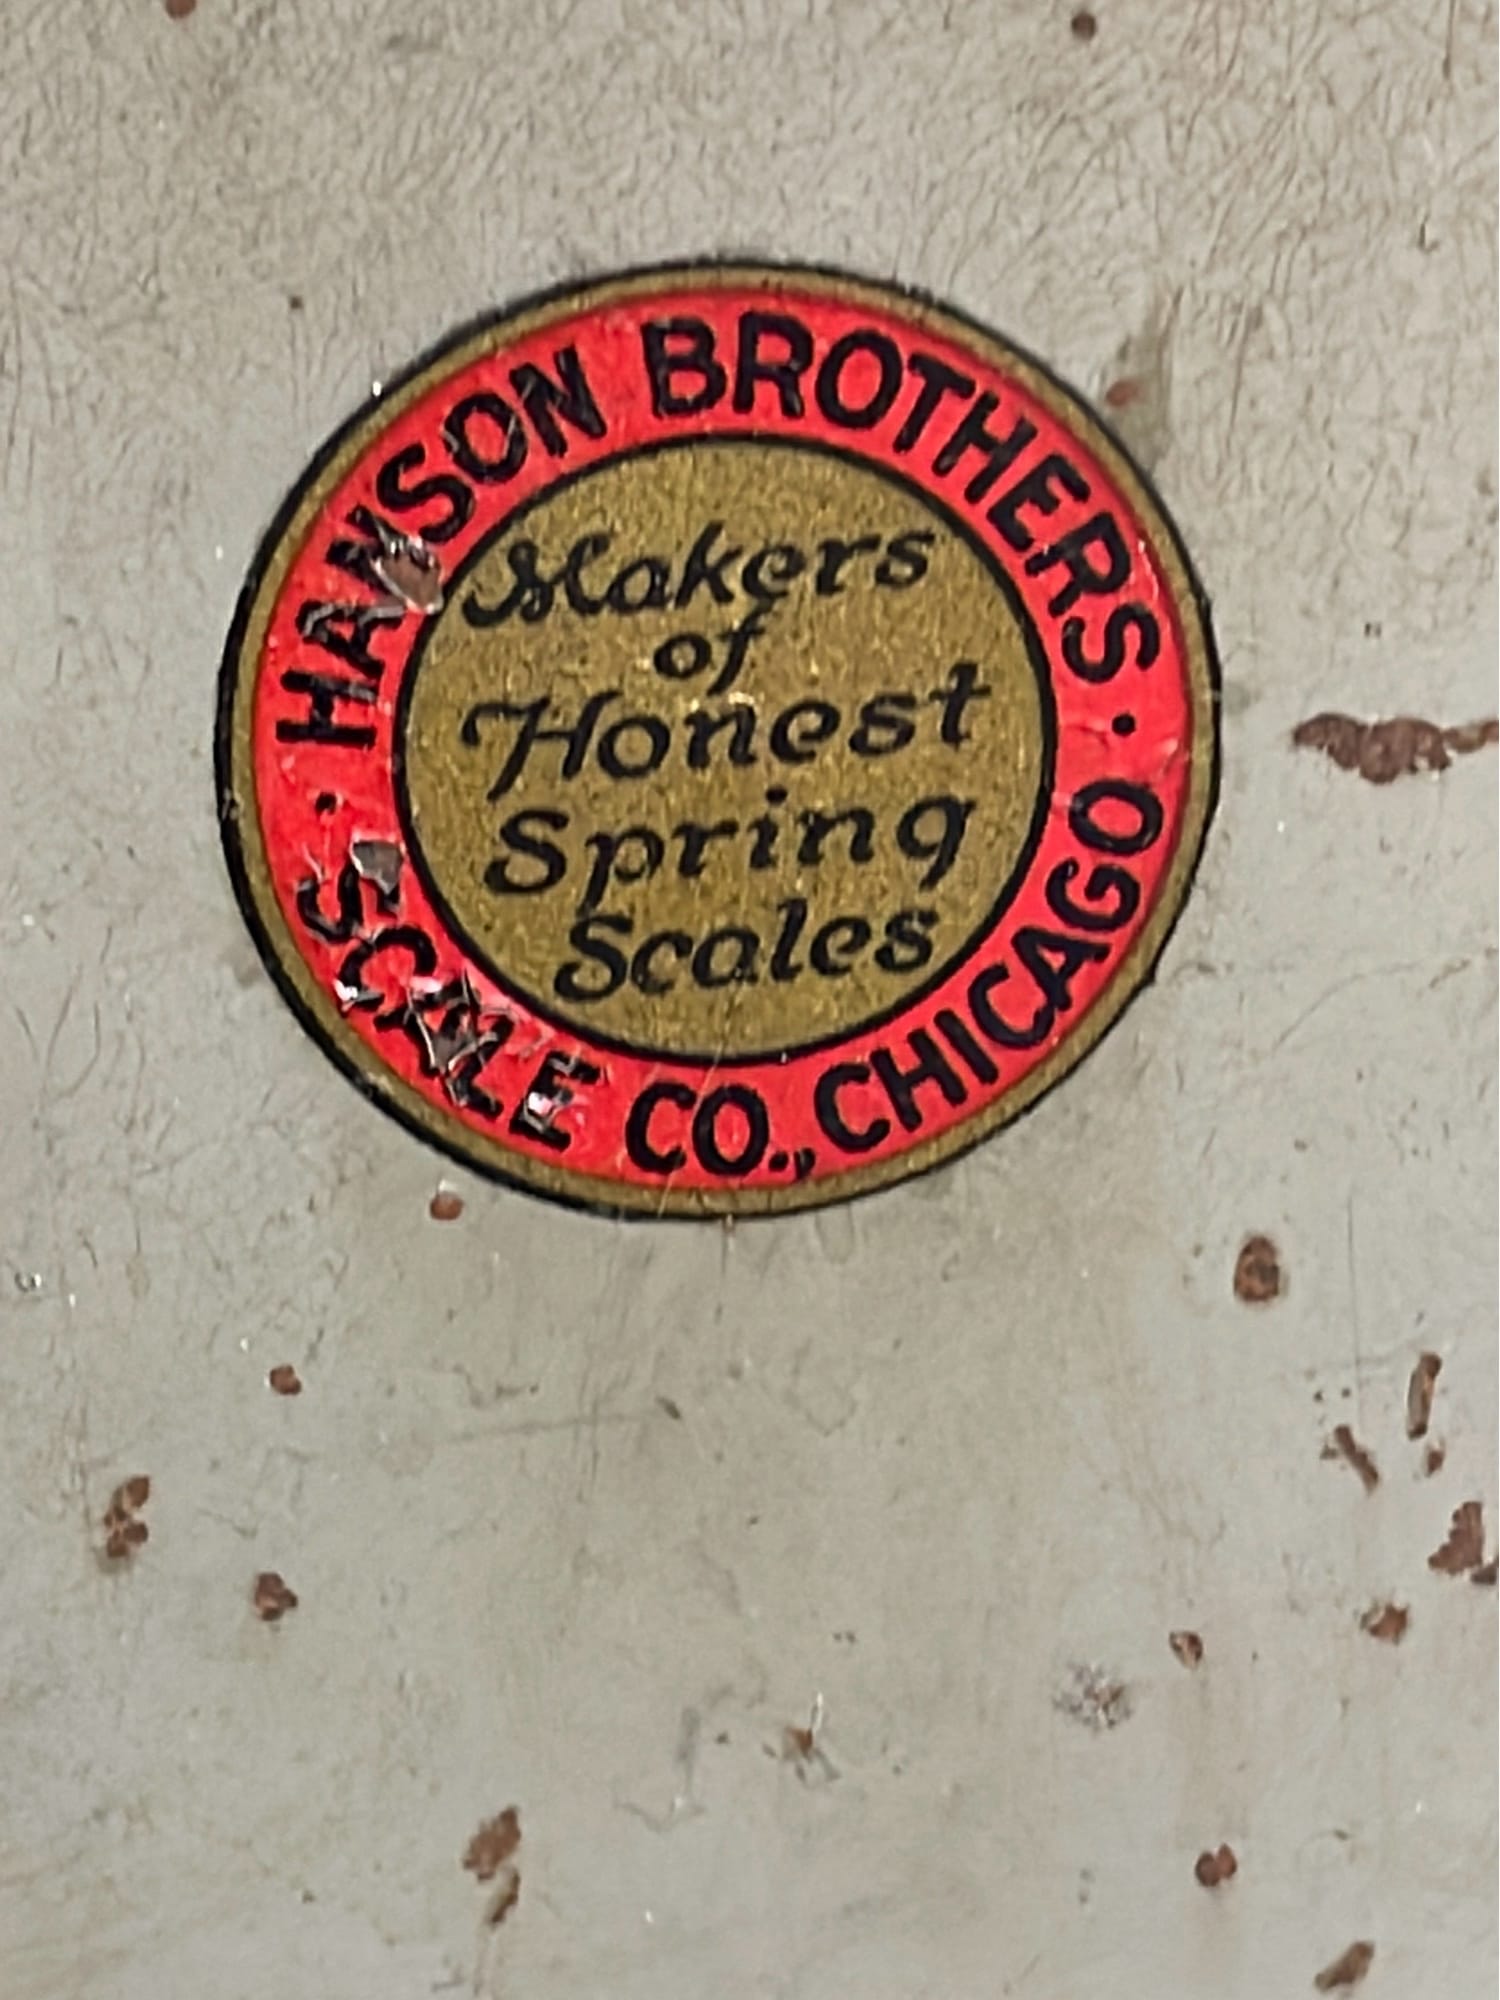 · HANSON BROTHERS ·
Makers
of
Honest
Spring
Scales
SCALE CO., CHICAGO